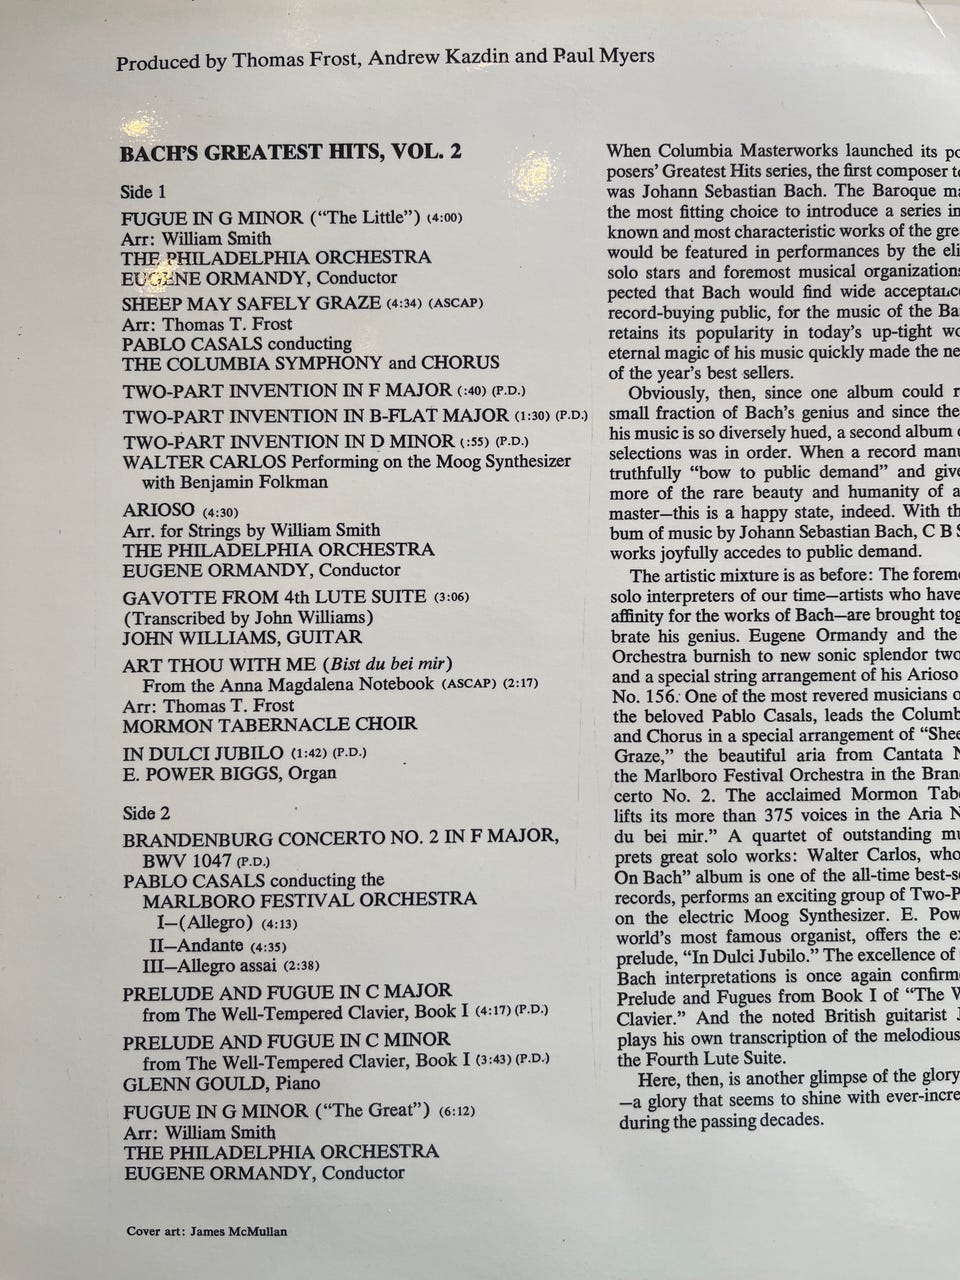 Produced by Thomas Frost, Andrew Kazdin and Paul Myers
BACH'S GREATEST HITS, VOL. 2
Side 1
FUGUE IN G MINOR (“The Little”) (4:00)
Arr: William Smith
THE PHILADELPHIA ORCHESTRA
EUGENE ORMANDY, Conductor
SHEEP MAY SAFELY GRAZE (4:34) (ASCAP)
Arr: Thomas T. Frost
PABLO CASALS conducting
THE COLUMBIA SYMPHONY and CHORUS
TWO-PART INVENTION IN F MAJOR (:40) (P.D.)
TWO-PART INVENTION IN B-FLAT MAJOR (1:30) (P.D.)
TWO-PART INVENTION IN D MINOR (:55) (P.D.)
WALTER CARLOS Performing on the Moog Synthesizer
with Benjamin Folkman
ARIOSO (4:30)
Arr. for Strings by William Smith
THE PHILADELPHIA ORCHESTRA
EUGENE ORMANDY, Conductor
GAVOTTE FROM 4th LUTE SUITE (3:06)
(Transcribed by John Williams)
JOHN WILLIAMS, GUITAR
ART THOU WITH ME (Bist du bei mir)
From the Anna Magdalena Notebook (ASCAP) (2:17)
Arr: Thomas T. Frost
MORMON TABERNACLE CHOIR
IN DULCI JUBILO (1:42) (P.D.)
E. POWER BIGGS, Organ
Side 2
BRANDENBURG CONCERTO NO. 2 IN F MAJOR,
BWV 1047 (P.D.)
PABLO CASALS conducting the
MARLBORO FESTIVAL ORCHESTRA
I—(Allegro) (4:13)
II—Andante (4:35)
III—Allegro assai (2:38)
PRELUDE AND FUGUE IN C MAJOR
from The Well-Tempered Clavier, Book I (4:17) (P.D.)
PRELUDE AND FUGUE IN C MINOR
from The Well-Tempered Clavier, Book I (3:43) (P.D.)
GLENN GOULD, Piano
FUGUE IN G MINOR (“The Great”) (6:12)
Arr: William Smith
THE PHILADELPHIA ORCHESTRA
EUGENE ORMANDY, Conductor
Cover art: James McMullan
When Columbia Masterworks launched its
posers' Greatest Hits series, the first composer
was Johann Sebastian Bach. The Baroque
the most fitting choice to introduce a series in
known and most characteristic works of the
would be featured in performances by the
solo stars and foremost musical organizations
pected that Bach would find wide acceptance
record-buying public, for the music of the
retains its popularity in today's up-tight
eternal magic of his music quickly made the
of the year's best sellers.
Obviously, then, since one album could
small fraction of Bach's genius and since the
his music is so diversely hued, a second album
selections was in order. When a record
truthfully “bow to public demand” and
more of the rare beauty and humanity of a
master—this is a happy state, indeed. With
bum of music by Johann Sebastian Bach, C B S
works joyfully accedes to public demand.
The artistic mixture is as before: The
solo interpreters of our time—artists who have
affinity for the works of Bach—are brought
brate his genius. Eugene Ormandy and the
Orchestra burnish to new sonic splendor two
and a special string arrangement of his Arioso
No. 156. One of the most revered musicians
the beloved Pablo Casals, leads the
and Chorus in a special arrangement of
Graze,” the beautiful aria from Cantata
the Marlboro Festival Orchestra in the
certo No. 2. The acclaimed Mormon
lifts its more than 375 voices in the Aria
du bei mir.” A quartet of outstanding
prets great solo works: Walter Carlos, who
On Bach” album is one of the all-time
records, performs an exciting group of
on the electric Moog Synthesizer. E.
world's most famous organist, offers the
prelude, “In Dulci Jubilo.” The excellence of
Bach interpretations is once again
Prelude and Fugues from Book I of “The
Clavier.” And the noted British guitarist
plays his own transcription of the melodious
the Fourth Lute Suite.
Here, then, is another glimpse of the glory
—a glory that seems to shine with
during the passing decades.